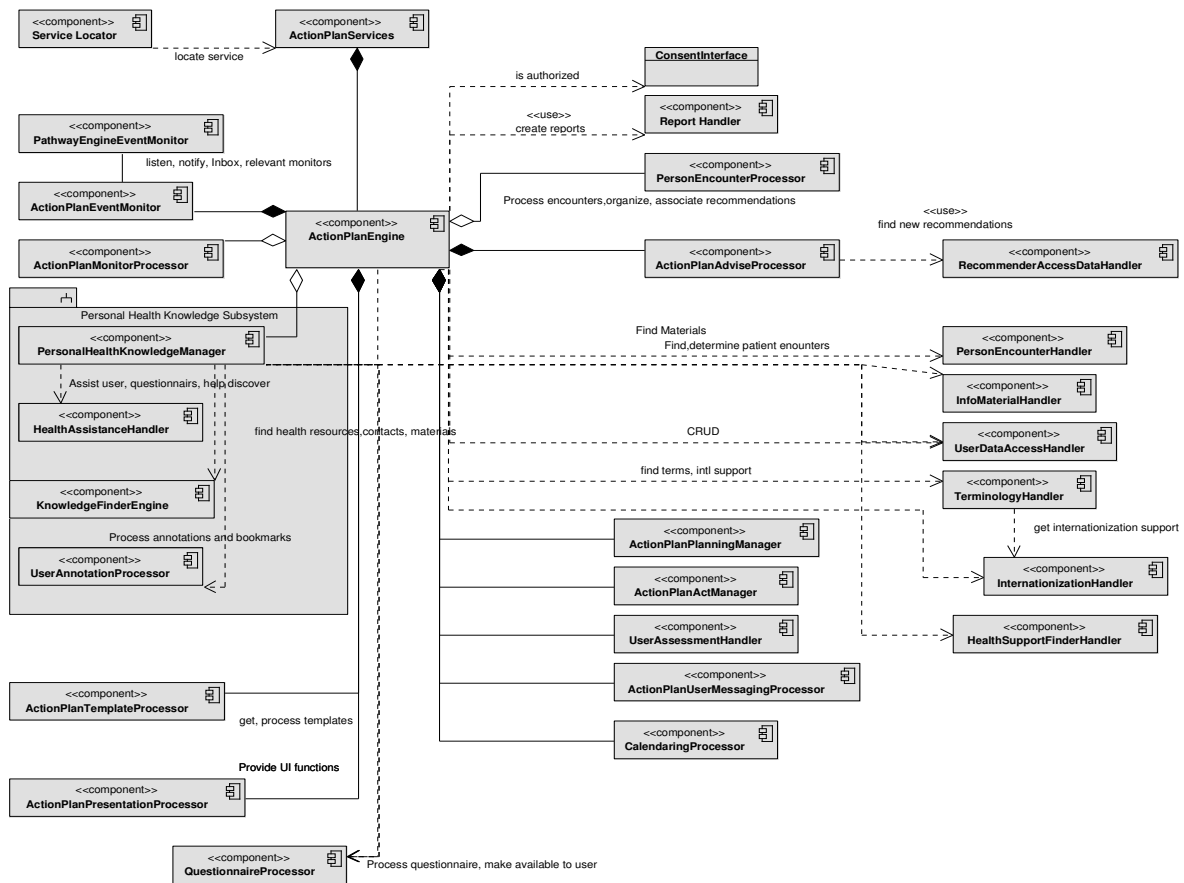 <<component>>
Service Locator
<<component>>
ActionPlanServices
locate service
ConsentInterface
is authorized
<<component>>
Report Handler
<<use>>
create reports
<<component>>
PathwayEngineEventMonitor
listen, notify, Inbox, relevant monitors
<<component>>
PersonEncounterProcessor
Process encounters,organize, associate recommendations
<<component>>
ActionPlanEventMonitor
<<component>>
ActionPlanEngine
<<use>>
find new recommendations
<<component>>
ActionPlanMonitorProcessor
<<component>>
ActionPlanAdviseProcessor
<<component>>
RecommenderAccessDataHandler
Personal Health Knowledge Subsystem
<<component>>
PersonalHealthKnowledgeManager
Find Materials
Find,determine patient enounters
<<component>>
PersonEncounterHandler
Assist user, questionnairs, help discover
<<component>>
InfoMaterialHandler
<<component>>
HealthAssistanceHandler
find health resources,contacts, materials
CRUD
<<component>>
UserDataAccessHandler
find terms, intl support
<<component>>
TerminologyHandler
<<component>>
KnowledgeFinderEngine
get internationization support
Process annotations and bookmarks
<<component>>
ActionPlanPlanningManager
<<component>>
UserAnnotationProcessor
<<component>>
ActionPlanActManager
<<component>>
InternationizationHandler
<<component>>
UserAssessmentHandler
<<component>>
HealthSupportFinderHandler
<<component>>
ActionPlanUserMessagingProcessor
<<component>>
ActionPlanTemplateProcessor
get, process templates
<<component>>
CalendaringProcessor
Provide UI functions
<<component>>
ActionPlanPresentationProcessor
<<component>>
QuestionnaireProcessor
Process questionnaire, make available to user